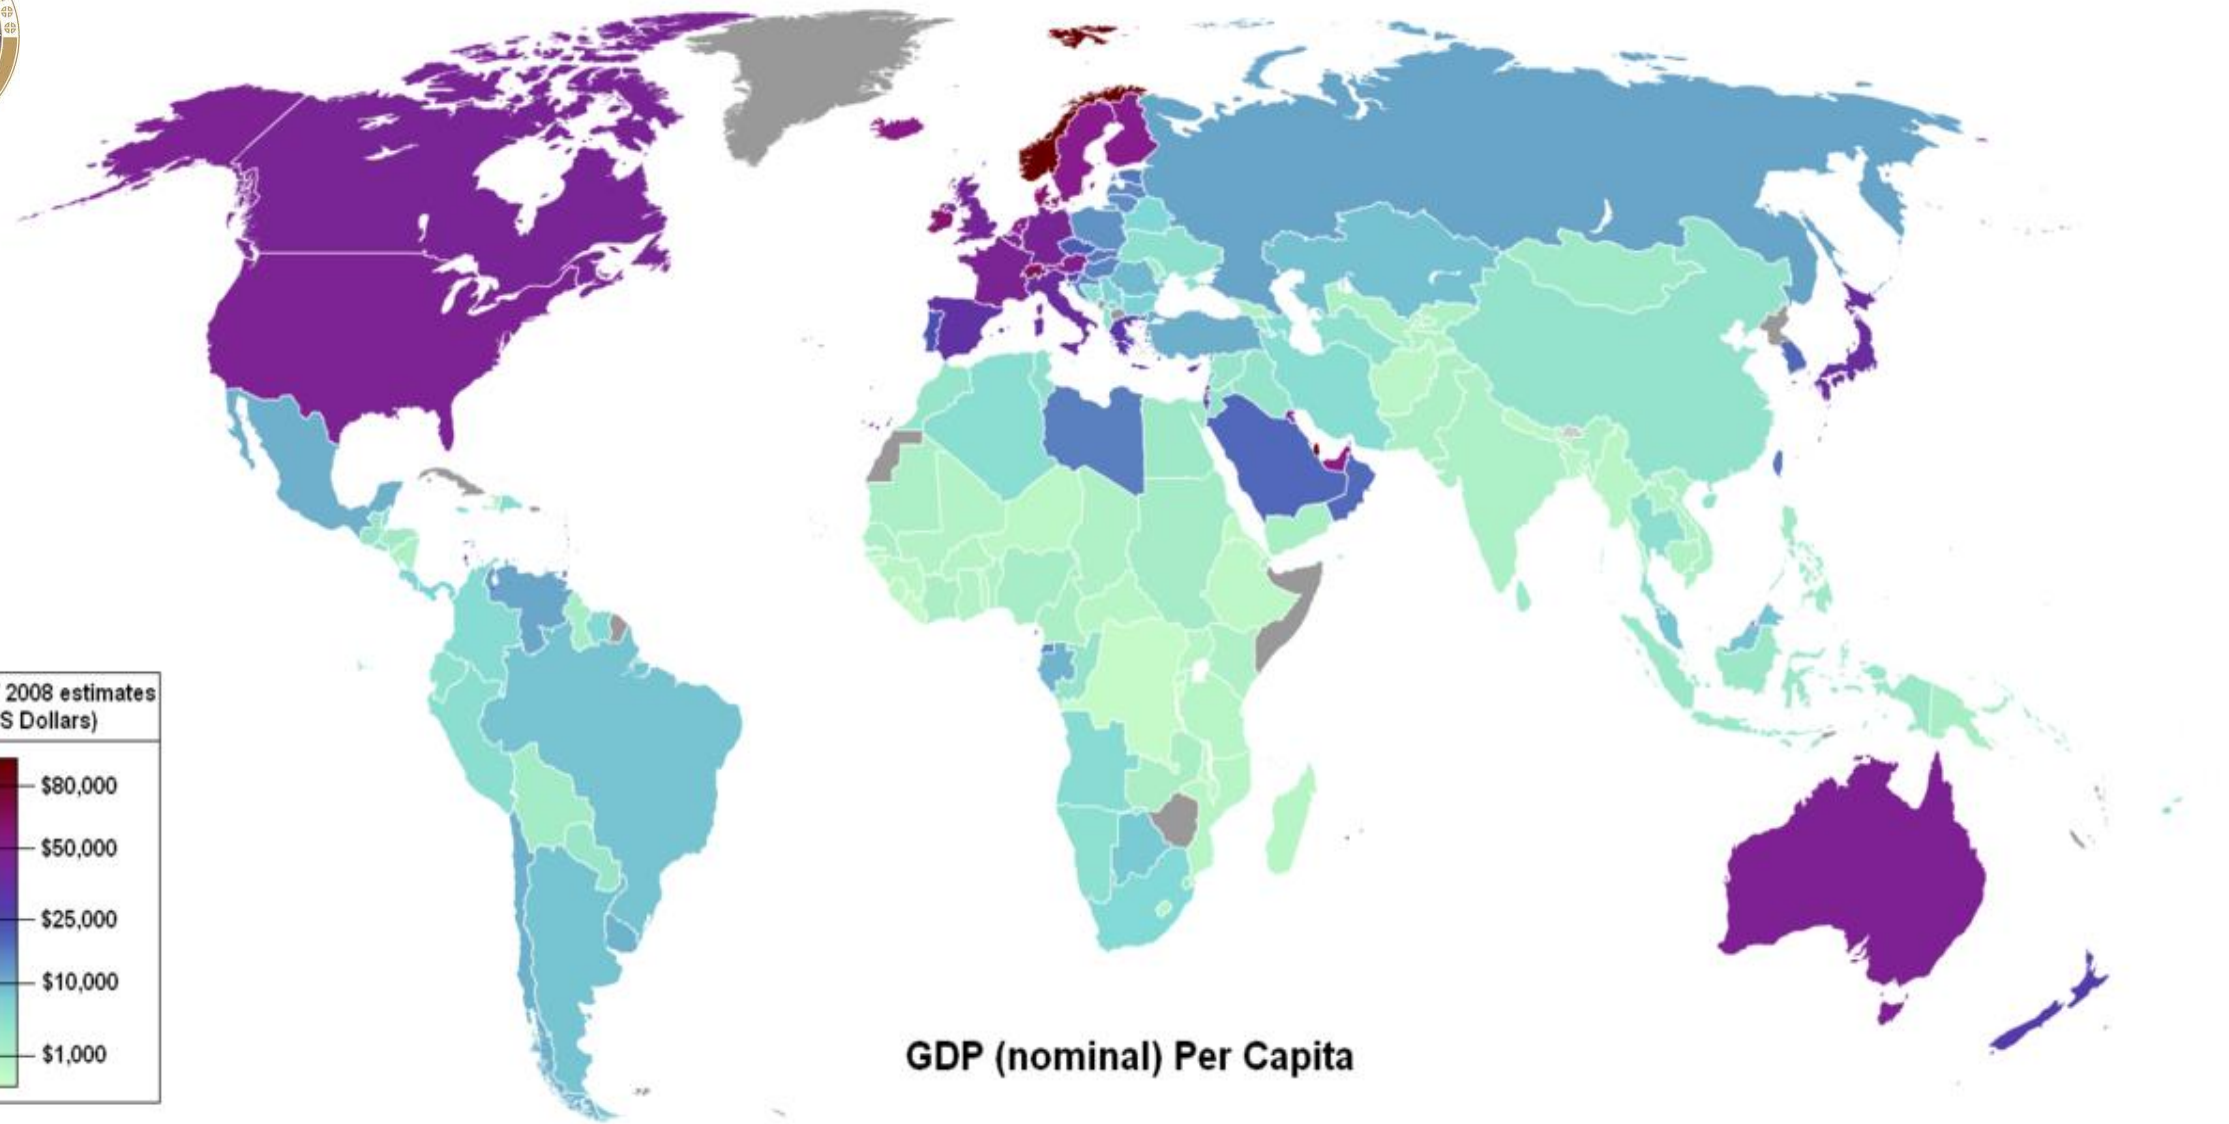 2008 estimates
S Dollars)
$80,000
$50,000
$25,000
$10,000
$1,000
GDP (nominal) Per Capita